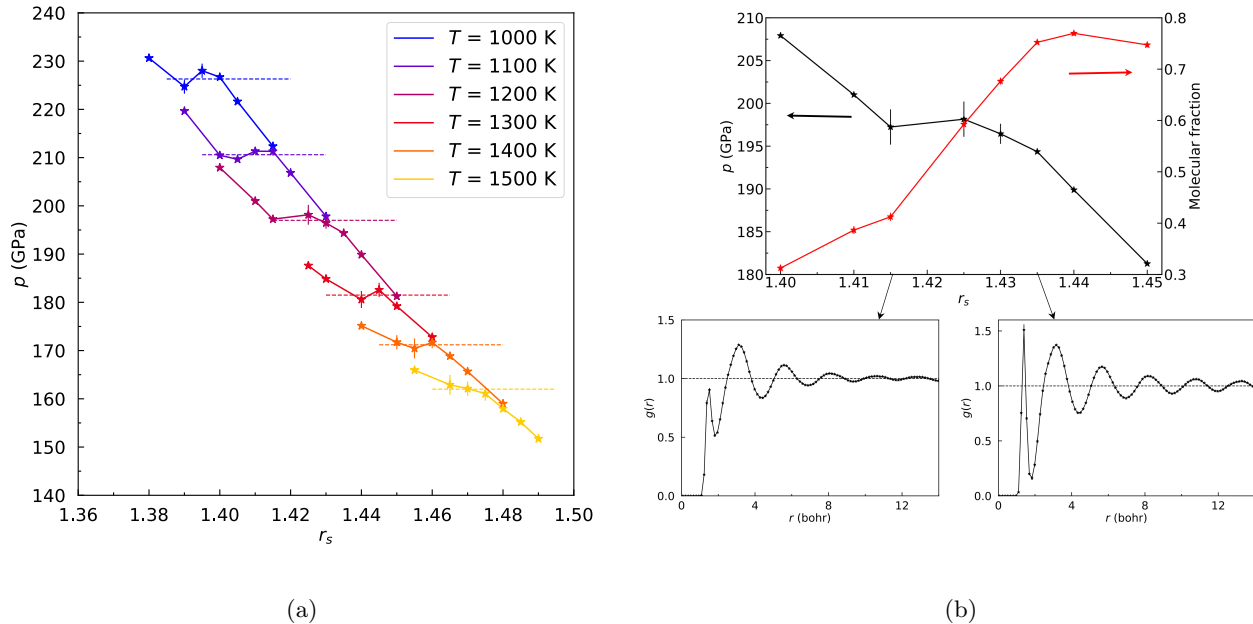 T = 1000 K
T = 1100 K
T = 1200 K
T = 1300 K
T = 1400 K
T = 1500 K
240
230
220
210
200
190
180
170
160
150
140
p (GPa)
1.36 1.38 1.40 1.42 1.44 1.46 1.48 1.50
r_s
(a)
210
205
200
195
190
185
180
p (GPa)
0.8
0.7
0.6
0.5
0.4
0.3
Molecular fraction
1.40 1.41 1.42 1.43 1.44 1.45
r_s
1.5
1.0
0.5
0.0
g(r)
0 4 8 12
r (bohr)
1.5
1.0
0.5
0.0
g(r)
0 4 8 12
r (bohr)
(b)